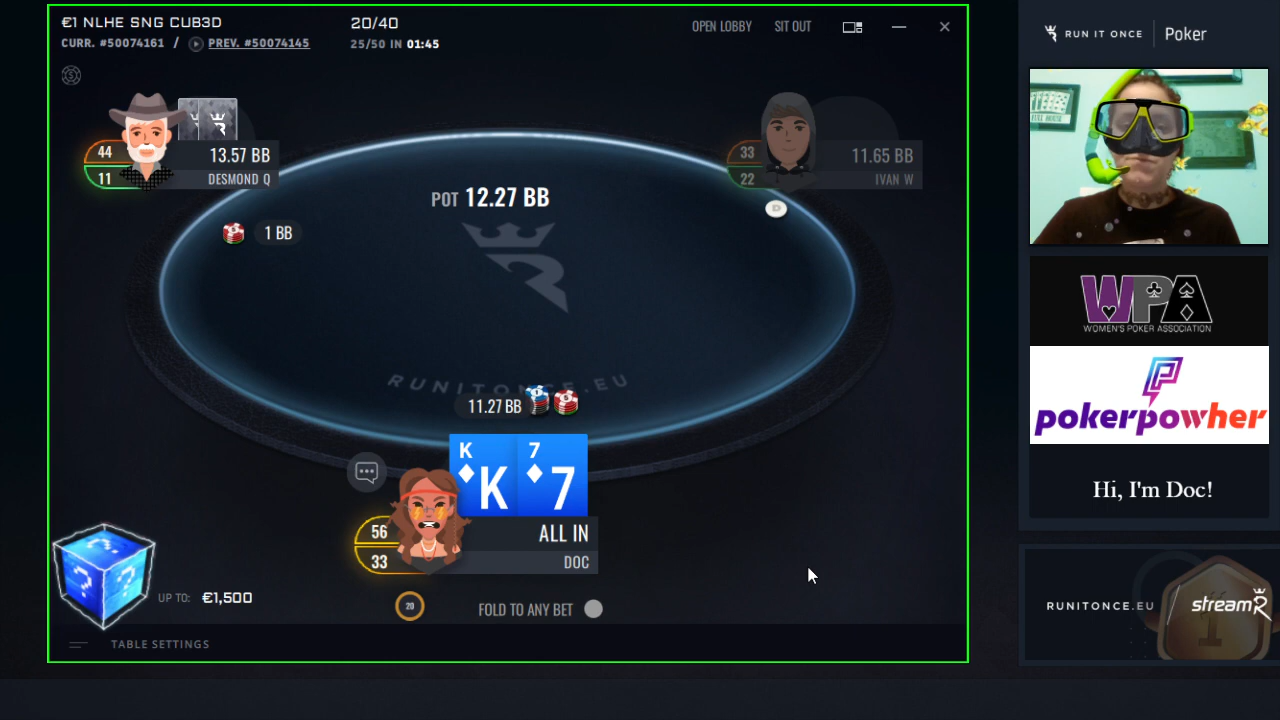 €1 NLHE SNG CUB3D
20/40
OPEN LOBBY SIT OUT
CURR. #50074161 / PREV. #50074145
25/50 IN 01:45
RUN IT ONCE Poker
44
13.57 BB
11
DESMOND Q
33
11.65 BB
22
IVAN W
D
POT 12.27 BB
1 BB
RUNITONCE.EU
11.27 BB
K K
7 7
56
ALL IN
33
DOC
? ? ?
UP TO: €1,500
20
FOLD TO ANY BET
TABLE SETTINGS
WPA
WOMEN'S POKER ASSOCIATION
P
pokerpowher
Hi, I'm Doc!
RUNITONCE.EU / streamR
1